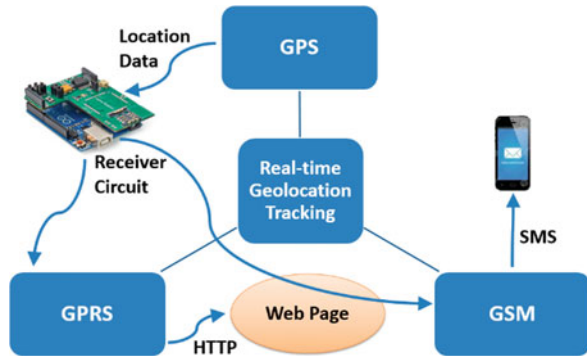 GPS
Location
Data
Receiver
Circuit
Real-time
Geolocation
Tracking
SMS
GPRS
HTTP
Web Page
GSM